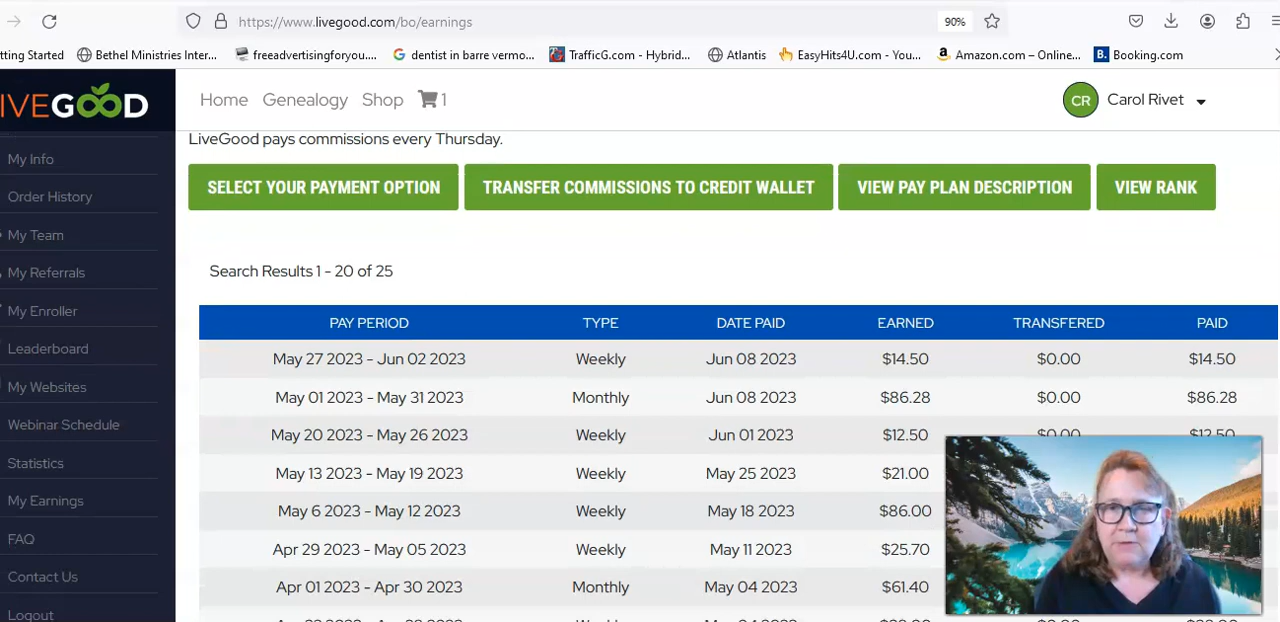 https://www.livegood.com/bo/earnings
90%
tting Started
Bethel Ministries Inter...
freeadvertisingforyou....
dentist in barre vermo...
TrafficG.com - Hybrid...
Atlantis
EasyHits4U.com - You...
Amazon.com – Online...
Booking.com
IVEGOOD
Home
Genealogy
Shop
1
CR
Carol Rivet
My Info
Order History
My Team
My Referrals
My Enroller
Leaderboard
My Websites
Webinar Schedule
Statistics
My Earnings
FAQ
Contact Us
Logout
LiveGood pays commissions every Thursday.
SELECT YOUR PAYMENT OPTION
TRANSFER COMMISSIONS TO CREDIT WALLET
VIEW PAY PLAN DESCRIPTION
VIEW RANK
Search Results 1 - 20 of 25
PAY PERIOD TYPE DATE PAID EARNED TRANSFERED PAID
May 27 2023 - Jun 02 2023 Weekly Jun 08 2023 $14.50 $0.00 $14.50
May 01 2023 - May 31 2023 Monthly Jun 08 2023 $86.28 $0.00 $86.28
May 20 2023 - May 26 2023 Weekly Jun 01 2023 $12.50 $0.00 $12.50
May 13 2023 - May 19 2023 Weekly May 25 2023 $21.00
May 6 2023 - May 12 2023 Weekly May 18 2023 $86.00
Apr 29 2023 - May 05 2023 Weekly May 11 2023 $25.70
Apr 01 2023 - Apr 30 2023 Monthly May 04 2023 $61.40